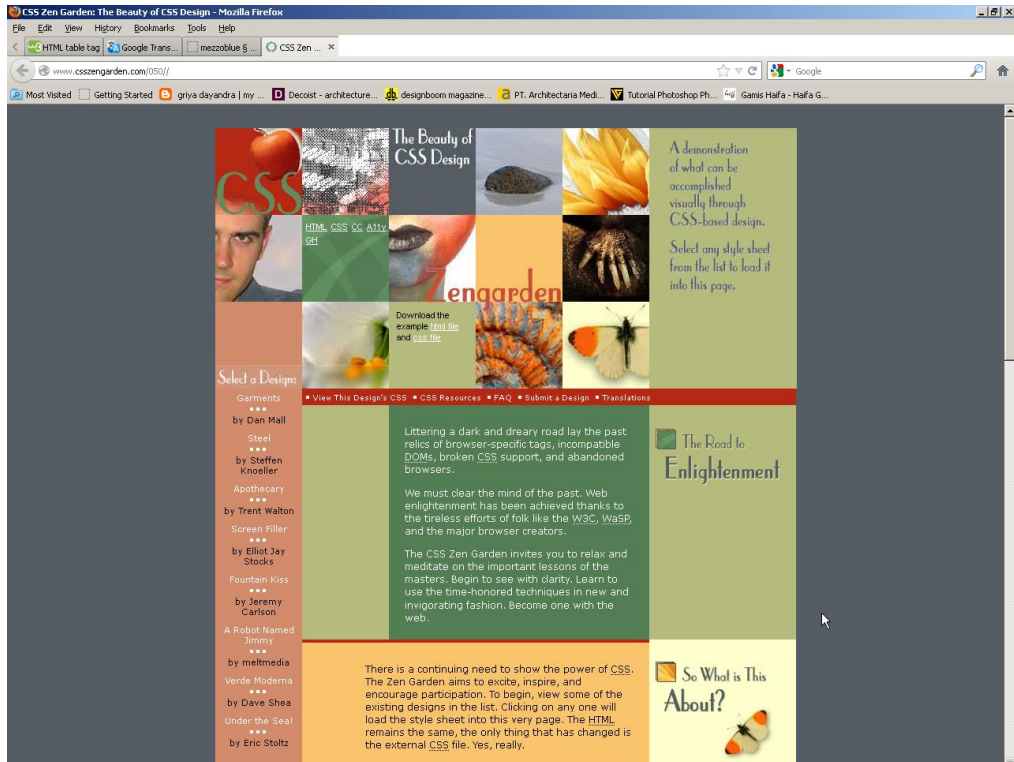 CSS Zen Garden: The Beauty of CSS Design - Mozilla Firefox
File Edit View History Bookmarks Tools Help
HTML table tag Google Trans... mezzoblue § ... CSS Zen ... ×
www.csszengarden.com/050// Google
Most Visited Getting Started griya dayandra | my ... Decoist - architecture... designboom magazine... PT. Architectaria Medi... Tutorial Photoshop Ph... Gamis Haifa - Haifa G...
CSS
The Beauty of
CSS Design
A demonstration
of what can be
accomplished
visually through
CSS-based design.
Select any style sheet
from the list to load it
into this page.
HTML CSS CC A11y
GH
Zengarden
Download the
example html file
and css file
Select a Design:
Garments
by Dan Mall
Steel
by Steffen
Knoeller
Apothecary
by Trent Walton
Screen Filler
by Elliot Jay
Stocks
Fountain Kiss
by Jeremy
Carlson
A Robot Named
Jimmy
by meltmedia
Verde Moderna
by Dave Shea
Under the Sea!
by Eric Stoltz
View This Design's CSS CSS Resources FAQ Submit a Design Translations
Littering a dark and dreary road lay the past
relics of browser-specific tags, incompatible
DOMs, broken CSS support, and abandoned
browsers.
We must clear the mind of the past. Web
enlightenment has been achieved thanks to
the tireless efforts of folk like the W3C, WaSP,
and the major browser creators.
The CSS Zen Garden invites you to relax and
meditate on the important lessons of the
masters. Begin to see with clarity. Learn to
use the time-honored techniques in new and
invigorating fashion. Become one with the
web.
The Road to
Enlightenment
There is a continuing need to show the power of CSS.
The Zen Garden aims to excite, inspire, and
encourage participation. To begin, view some of the
existing designs in the list. Clicking on any one will
load the style sheet into this very page. The HTML
remains the same, the only thing that has changed is
the external CSS file. Yes, really.
So What is This
About?